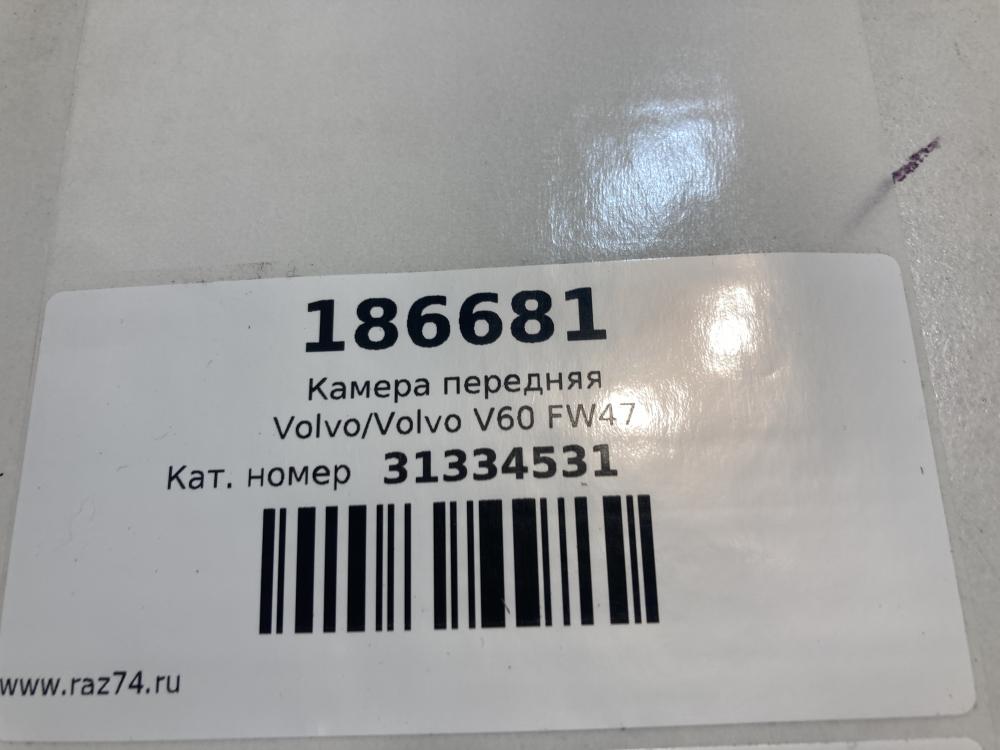 186681
Камера передняя
Volvo/Volvo V60 FW47
Кат. номер 31334531
www.raz74.ru